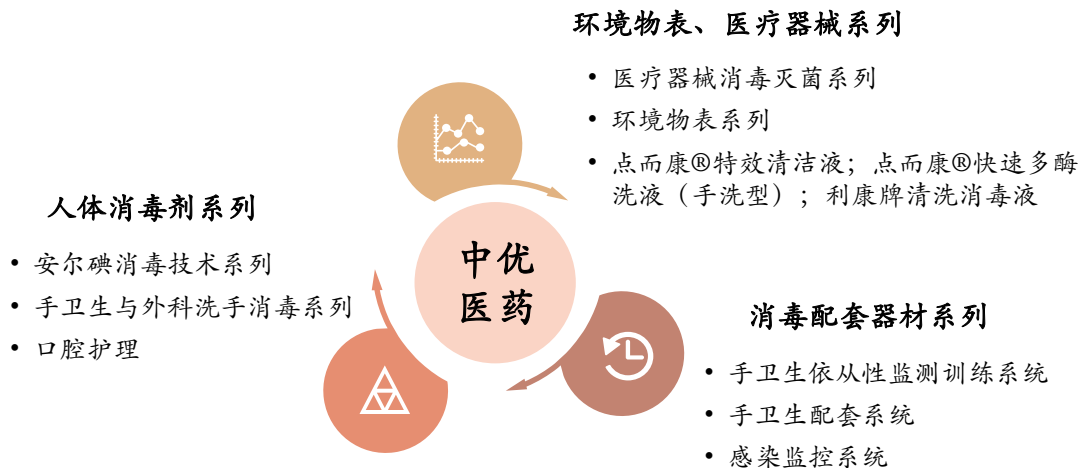 环境物表、医疗器械系列
• 医疗器械消毒灭菌系列
• 环境物表系列
• 点而康®特效清洁液；点而康®快速多酶
洗液（手洗型）；利康牌清洗消毒液
人体消毒剂系列
• 安尔碘消毒技术系列
• 手卫生与外科洗手消毒系列
• 口腔护理
中优
医药
消毒配套器材系列
• 手卫生依从性监测训练系统
• 手卫生配套系统
• 感染监控系统